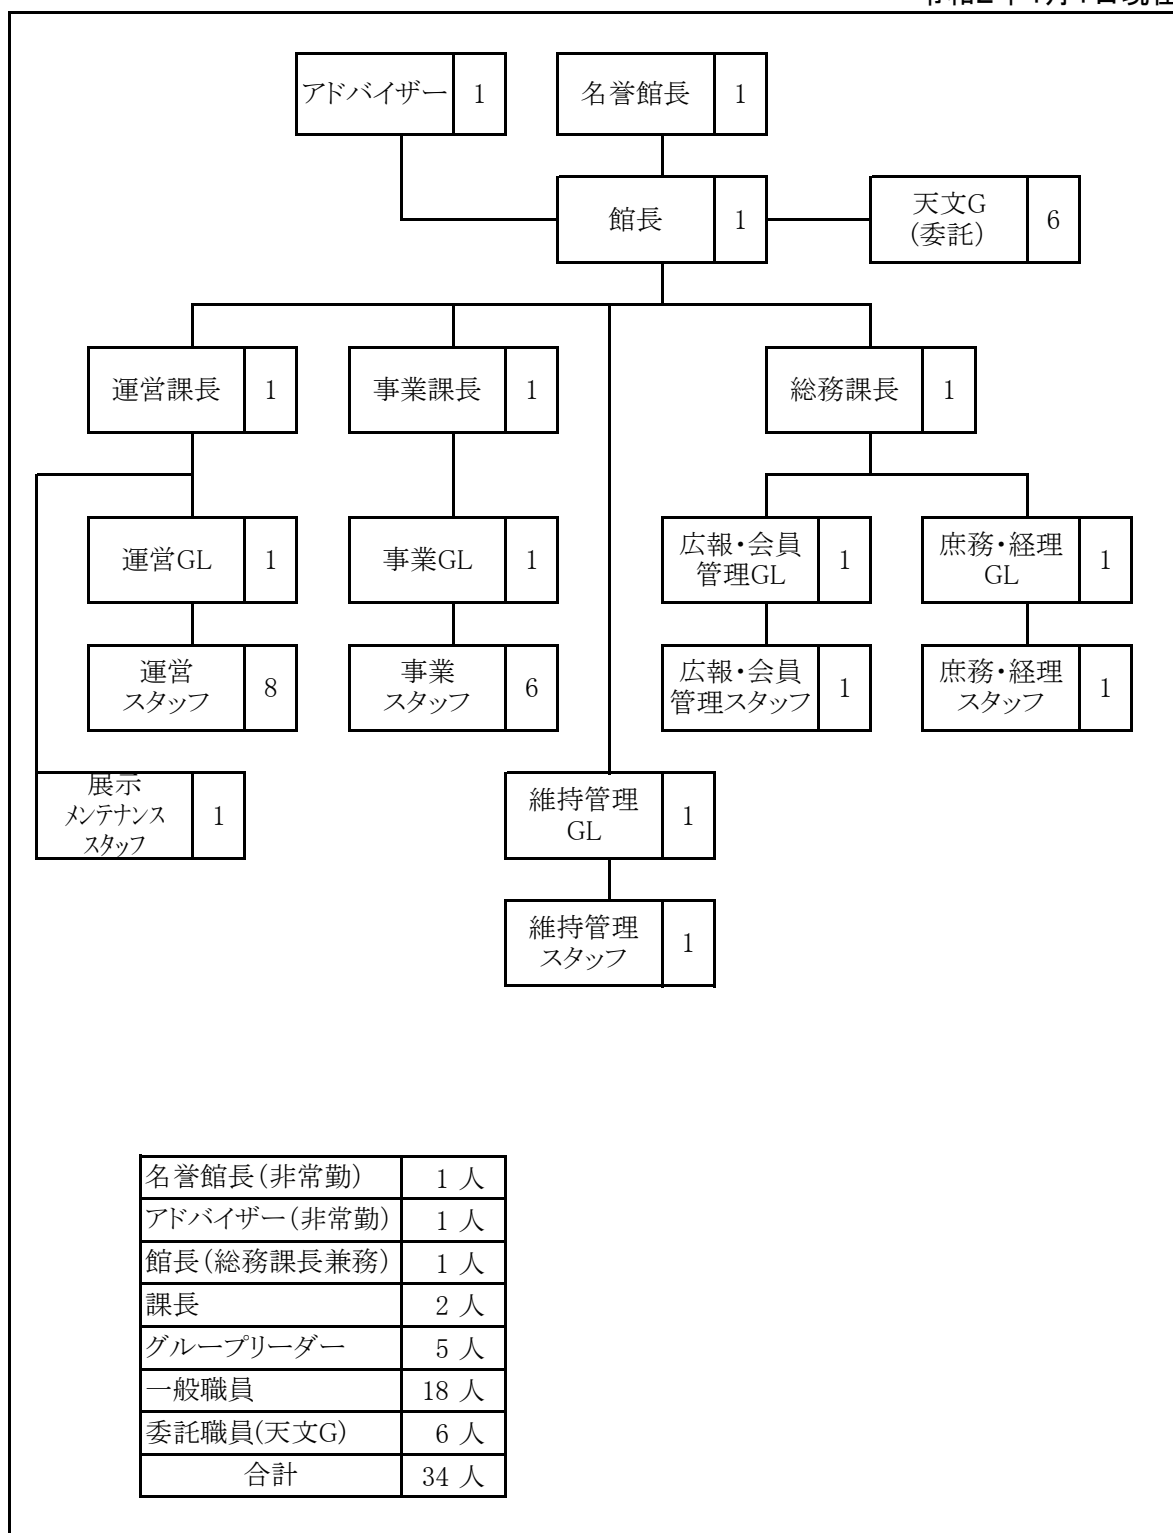 アドバイザー 1 名誉館長 1
館長 1 天文G 6
(委託)
運営課長 1 事業課長 1 総務課長 1
運営GL 1 事業GL 1 広報・会員 1 庶務・経理 1
管理GL GL
運営 8 事業 6 広報・会員 1 庶務・経理 1
スタッフ スタッフ 管理スタッフ スタッフ
展示 1 維持管理 1
メンテナンス GL
スタッフ
維持管理 1
スタッフ
名誉館長(非常勤) 1 人
アドバイザー(非常勤) 1 人
館長(総務課長兼務) 1 人
課長 2 人
グループリーダー 5 人
一般職員 18 人
委託職員(天文G) 6 人
合計 34 人